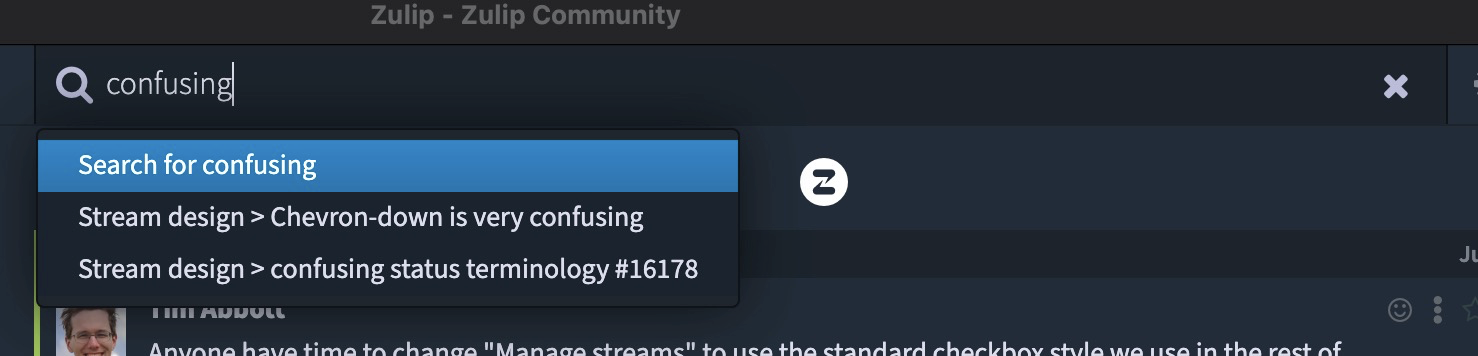 Zulip - Zulip Community
confusing
Search for confusing
Stream design > Chevron-down is very confusing
Stream design > confusing status terminology #16178
Tim Abbott
Anyone have time to change "Manage streams" to use the standard checkbox style we use in the rest of